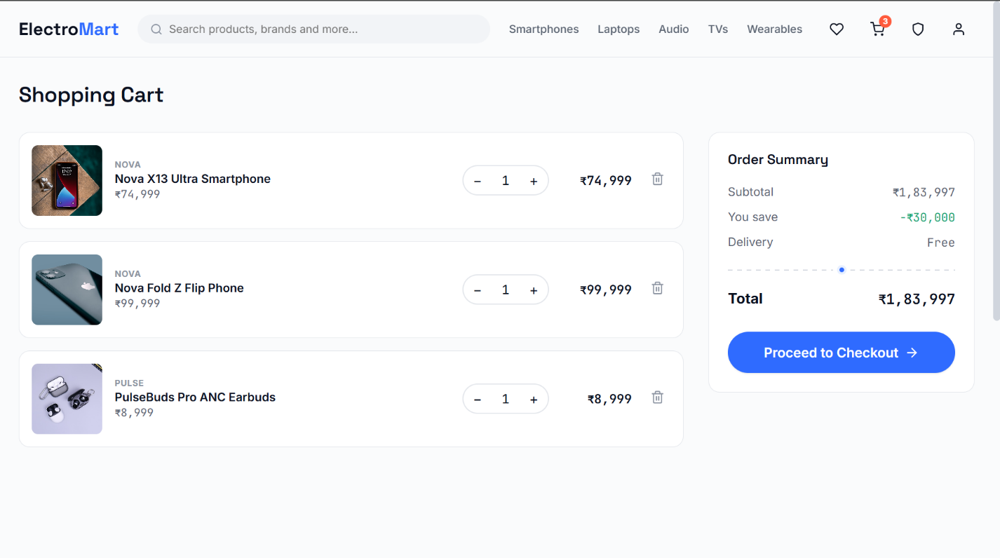 ElectroMart
Search products, brands and more...
Smartphones
Laptops
Audio
TVs
Wearables
3
Shopping Cart
NOVA
Nova X13 Ultra Smartphone
₹74,999
− 1 +
₹74,999
NOVA
Nova Fold Z Flip Phone
₹99,999
− 1 +
₹99,999
PULSE
PulseBuds Pro ANC Earbuds
₹8,999
− 1 +
₹8,999
Order Summary
Subtotal ₹1,83,997
You save -₹30,000
Delivery Free
Total ₹1,83,997
Proceed to Checkout →